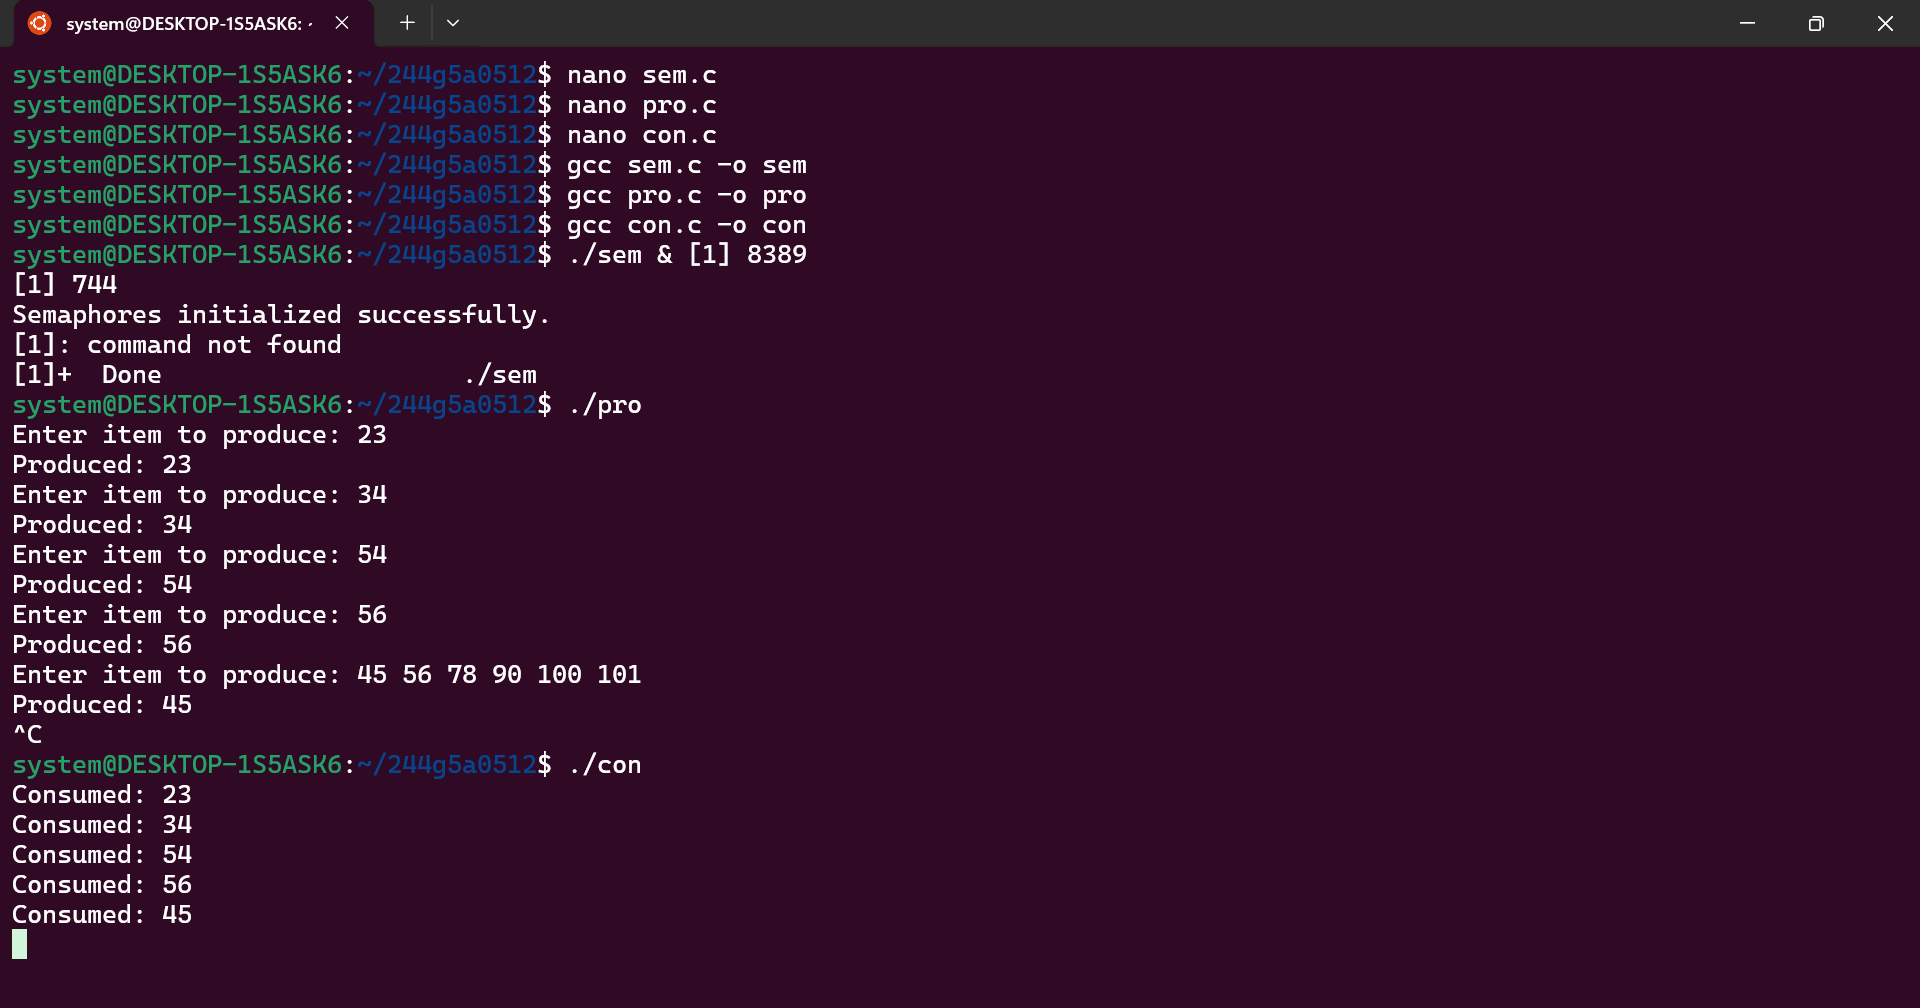 system@DESKTOP-1S5ASK6: ~
system@DESKTOP-1S5ASK6:~/244g5a0512$ nano sem.c
system@DESKTOP-1S5ASK6:~/244g5a0512$ nano pro.c
system@DESKTOP-1S5ASK6:~/244g5a0512$ nano con.c
system@DESKTOP-1S5ASK6:~/244g5a0512$ gcc sem.c -o sem
system@DESKTOP-1S5ASK6:~/244g5a0512$ gcc pro.c -o pro
system@DESKTOP-1S5ASK6:~/244g5a0512$ gcc con.c -o con
system@DESKTOP-1S5ASK6:~/244g5a0512$ ./sem & [1] 8389
[1] 744
Semaphores initialized successfully.
[1]: command not found
[1]+  Done                    ./sem
system@DESKTOP-1S5ASK6:~/244g5a0512$ ./pro
Enter item to produce: 23
Produced: 23
Enter item to produce: 34
Produced: 34
Enter item to produce: 54
Produced: 54
Enter item to produce: 56
Produced: 56
Enter item to produce: 45 56 78 90 100 101
Produced: 45
^C
system@DESKTOP-1S5ASK6:~/244g5a0512$ ./con
Consumed: 23
Consumed: 34
Consumed: 54
Consumed: 56
Consumed: 45